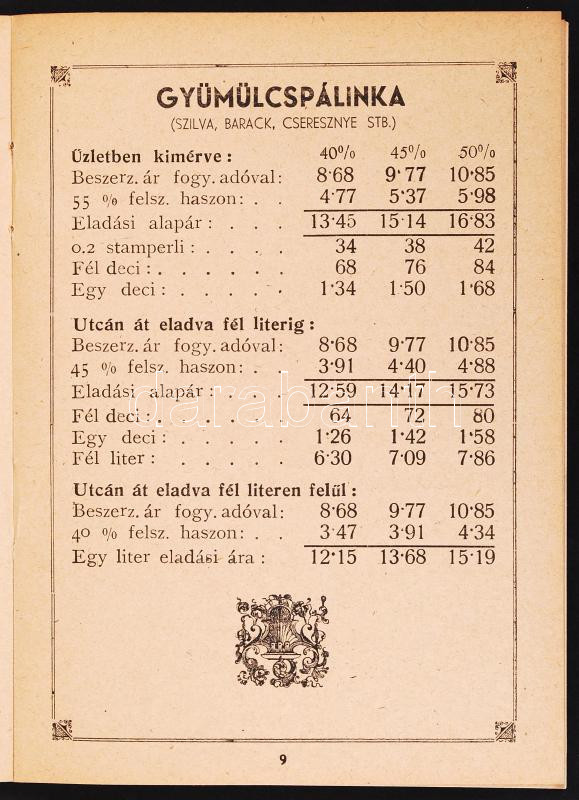 GYÜMÜLCSPÁLINKA
(SZILVA, BARACK, CSERESZNYE STB.)
Üzletben kimérve: 40% 45% 50%
Beszerz. ár fogy. adóval: 8·68 9·77 10·85
55 % felsz. haszon: . . 4·77 5·37 5·98
Eladási alapár: . . . 13·45 15·14 16·83
0.2 stamperli: . . . . 34 38 42
Fél deci: . . . . . . 68 76 84
Egy deci: . . . . . 1·34 1·50 1·68
Utcán át eladva fél literig:
Beszerz. ár fogy. adóval: 8·68 9·77 10·85
45 % felsz. haszon: . . 3·91 4·40 4·88
Eladási alapár: . . . 12·59 14·17 15·73
Fél deci: . . . . . . 64 72 80
Egy deci: . . . . . 1·26 1·42 1·58
Fél liter: . . . . . 6·30 7·09 7·86
Utcán át eladva fél literen felül:
Beszerz. ár fogy. adóval: 8·68 9·77 10·85
40 % felsz. haszon: . . 3·47 3·91 4·34
Egy liter eladási ára: . 12·15 13·68 15·19
9
darabanth